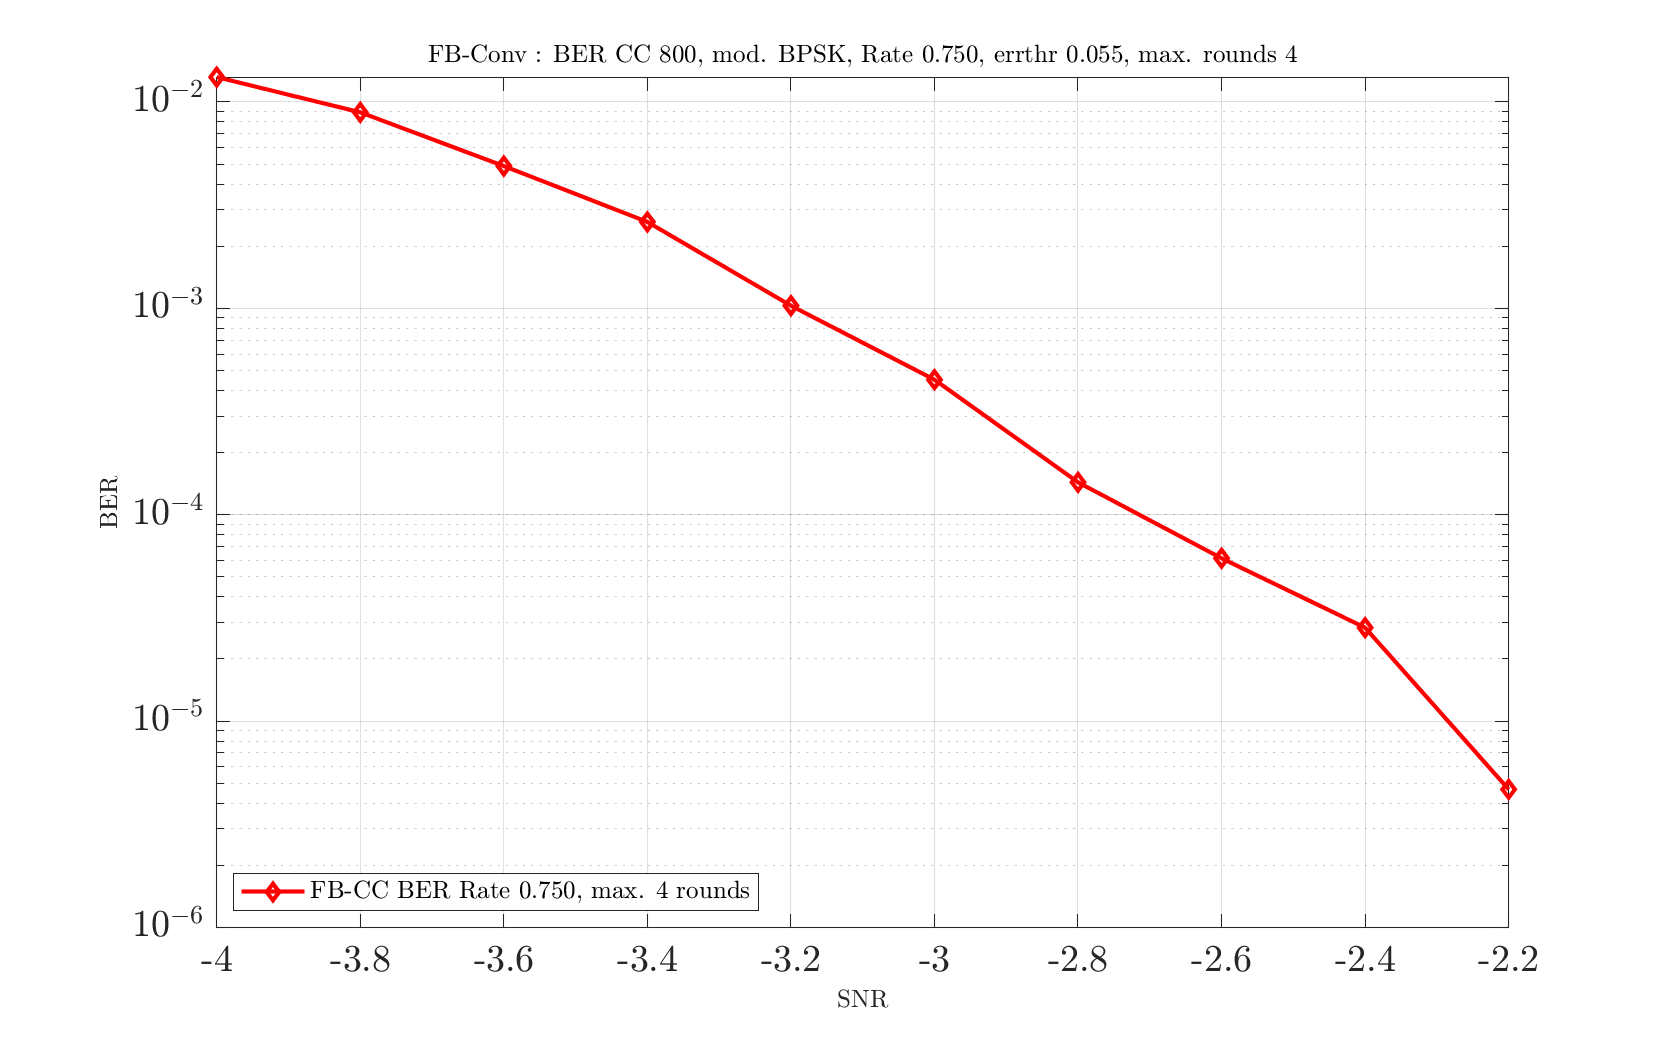 FB-Conv : BER CC 800, mod. BPSK, Rate 0.750, errthr 0.055, max. rounds 4
10^{-2}
10^{-3}
10^{-4}
10^{-5}
10^{-6}
BER
FB-CC BER Rate 0.750, max. 4 rounds
-4 -3.8 -3.6 -3.4 -3.2 -3 -2.8 -2.6 -2.4 -2.2
SNR